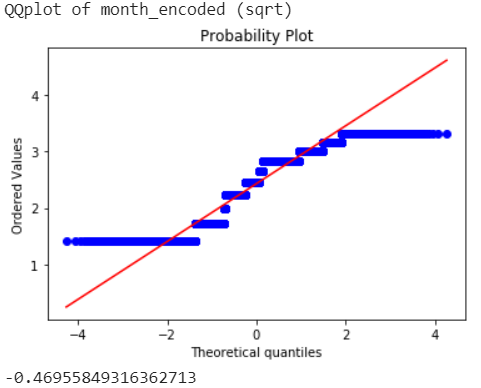 QQplot of month_encoded (sqrt)
Probability Plot
4
3
2
1
Ordered Values
−4
−2
0
2
4
Theoretical quantiles
-0.46955849316362713